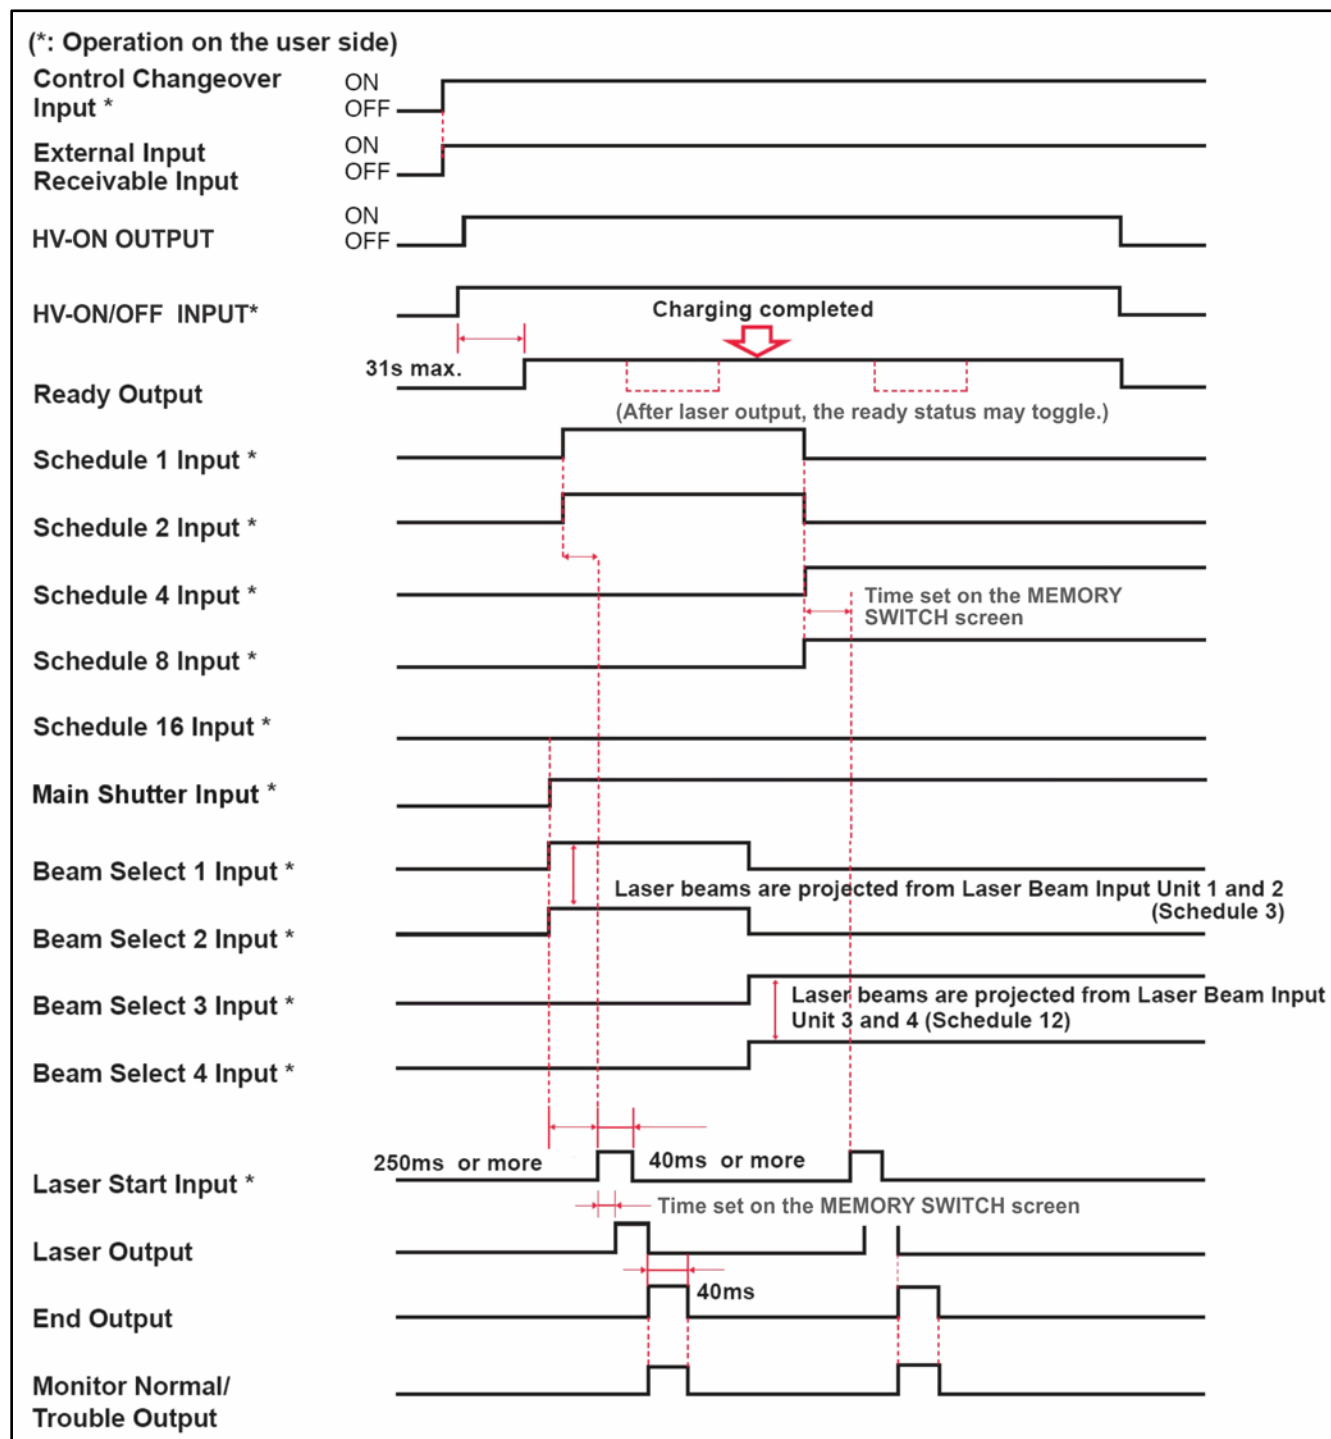 (*: Operation on the user side)
Control Changeover
Input *
ON
OFF
External Input
Receivable Input
ON
OFF
HV-ON OUTPUT
ON
OFF
HV-ON/OFF INPUT*
Charging completed
31s max.
Ready Output
(After laser output, the ready status may toggle.)
Schedule 1 Input *
Schedule 2 Input *
Schedule 4 Input *
Time set on the MEMORY
SWITCH screen
Schedule 8 Input *
Schedule 16 Input *
Main Shutter Input *
Beam Select 1 Input *
Laser beams are projected from Laser Beam Input Unit 1 and 2
(Schedule 3)
Beam Select 2 Input *
Beam Select 3 Input *
Laser beams are projected from Laser Beam Input
Unit 3 and 4 (Schedule 12)
Beam Select 4 Input *
250ms or more
40ms or more
Laser Start Input *
Time set on the MEMORY SWITCH screen
Laser Output
40ms
End Output
Monitor Normal/
Trouble Output